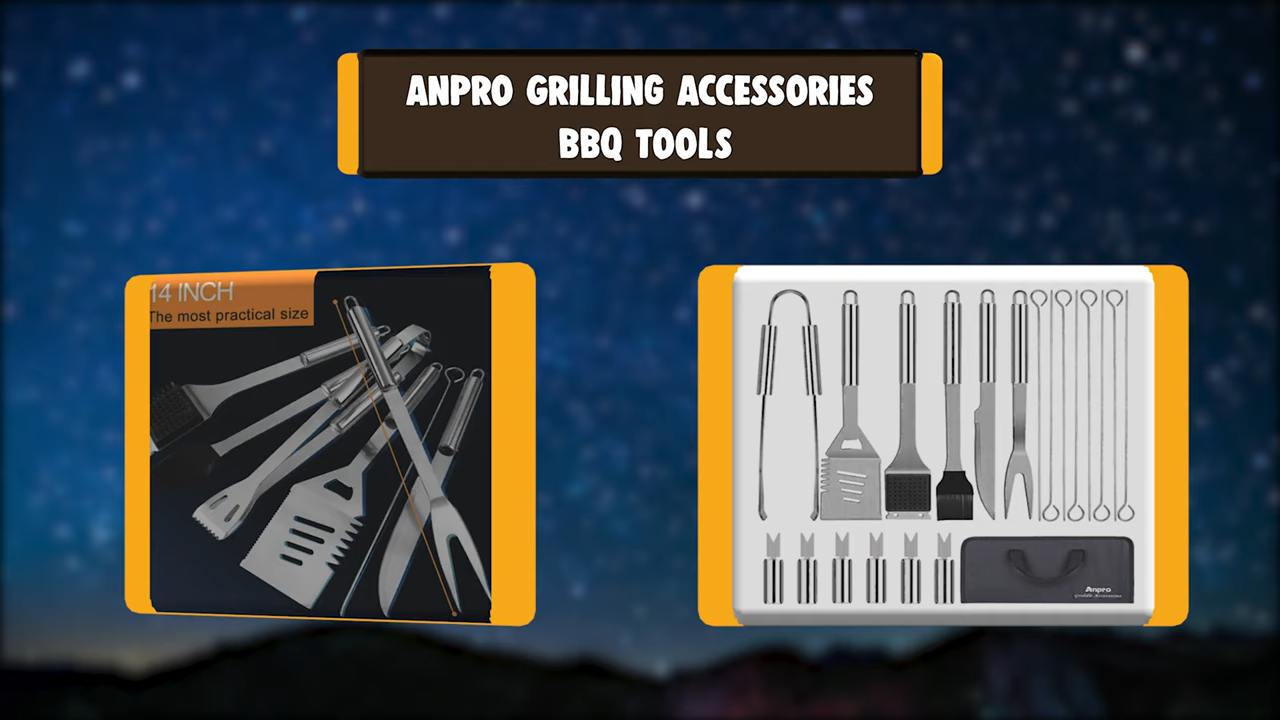 ANPRO GRILLING ACCESSORIES
BBQ TOOLS
14 INCH
The most practical size
Anpro